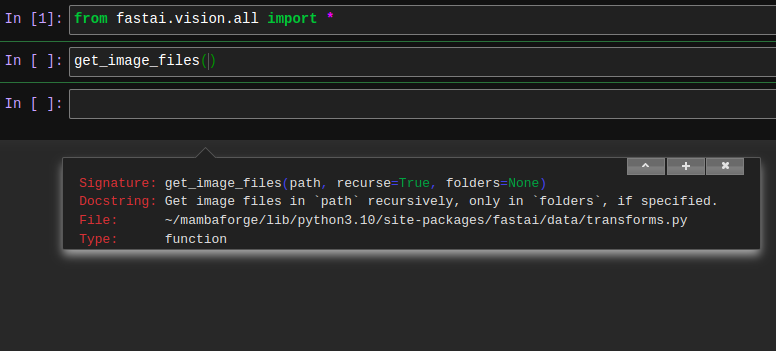 In [1]: from fastai.vision.all import *
In [ ]: get_image_files()
In [ ]:
Signature: get_image_files(path, recurse=True, folders=None)
Docstring: Get image files in `path` recursively, only in `folders`, if specified.
File: ~/mambaforge/lib/python3.10/site-packages/fastai/data/transforms.py
Type: function